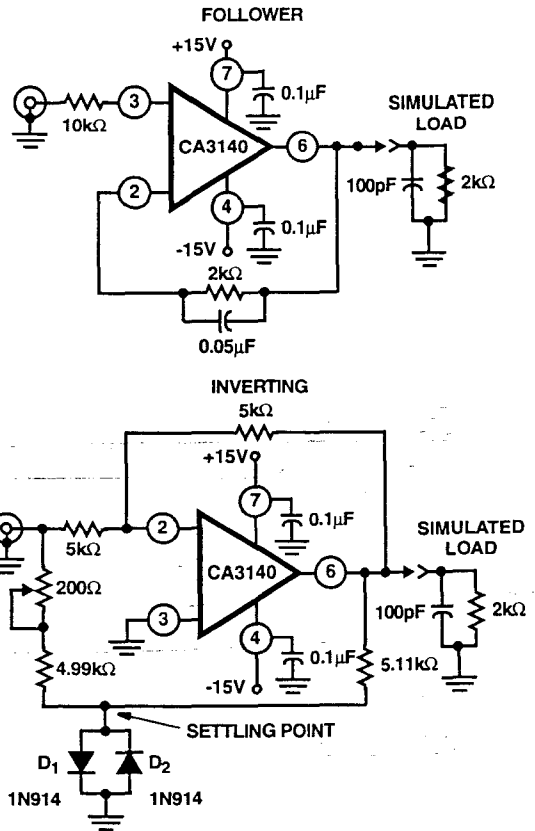 FOLLOWER
+15V
7
0.1μF
3
10kΩ
CA3140
6
SIMULATED
LOAD
100pF
2kΩ
2
4
0.1μF
-15V
2kΩ
0.05μF
INVERTING
5kΩ
+15V
7
0.1μF
5kΩ
2
CA3140
6
SIMULATED
LOAD
200Ω
3
100pF
2kΩ
4
0.1μF
4.99kΩ
-15V
5.11kΩ
SETTLING POINT
D1
D2
1N914
1N914